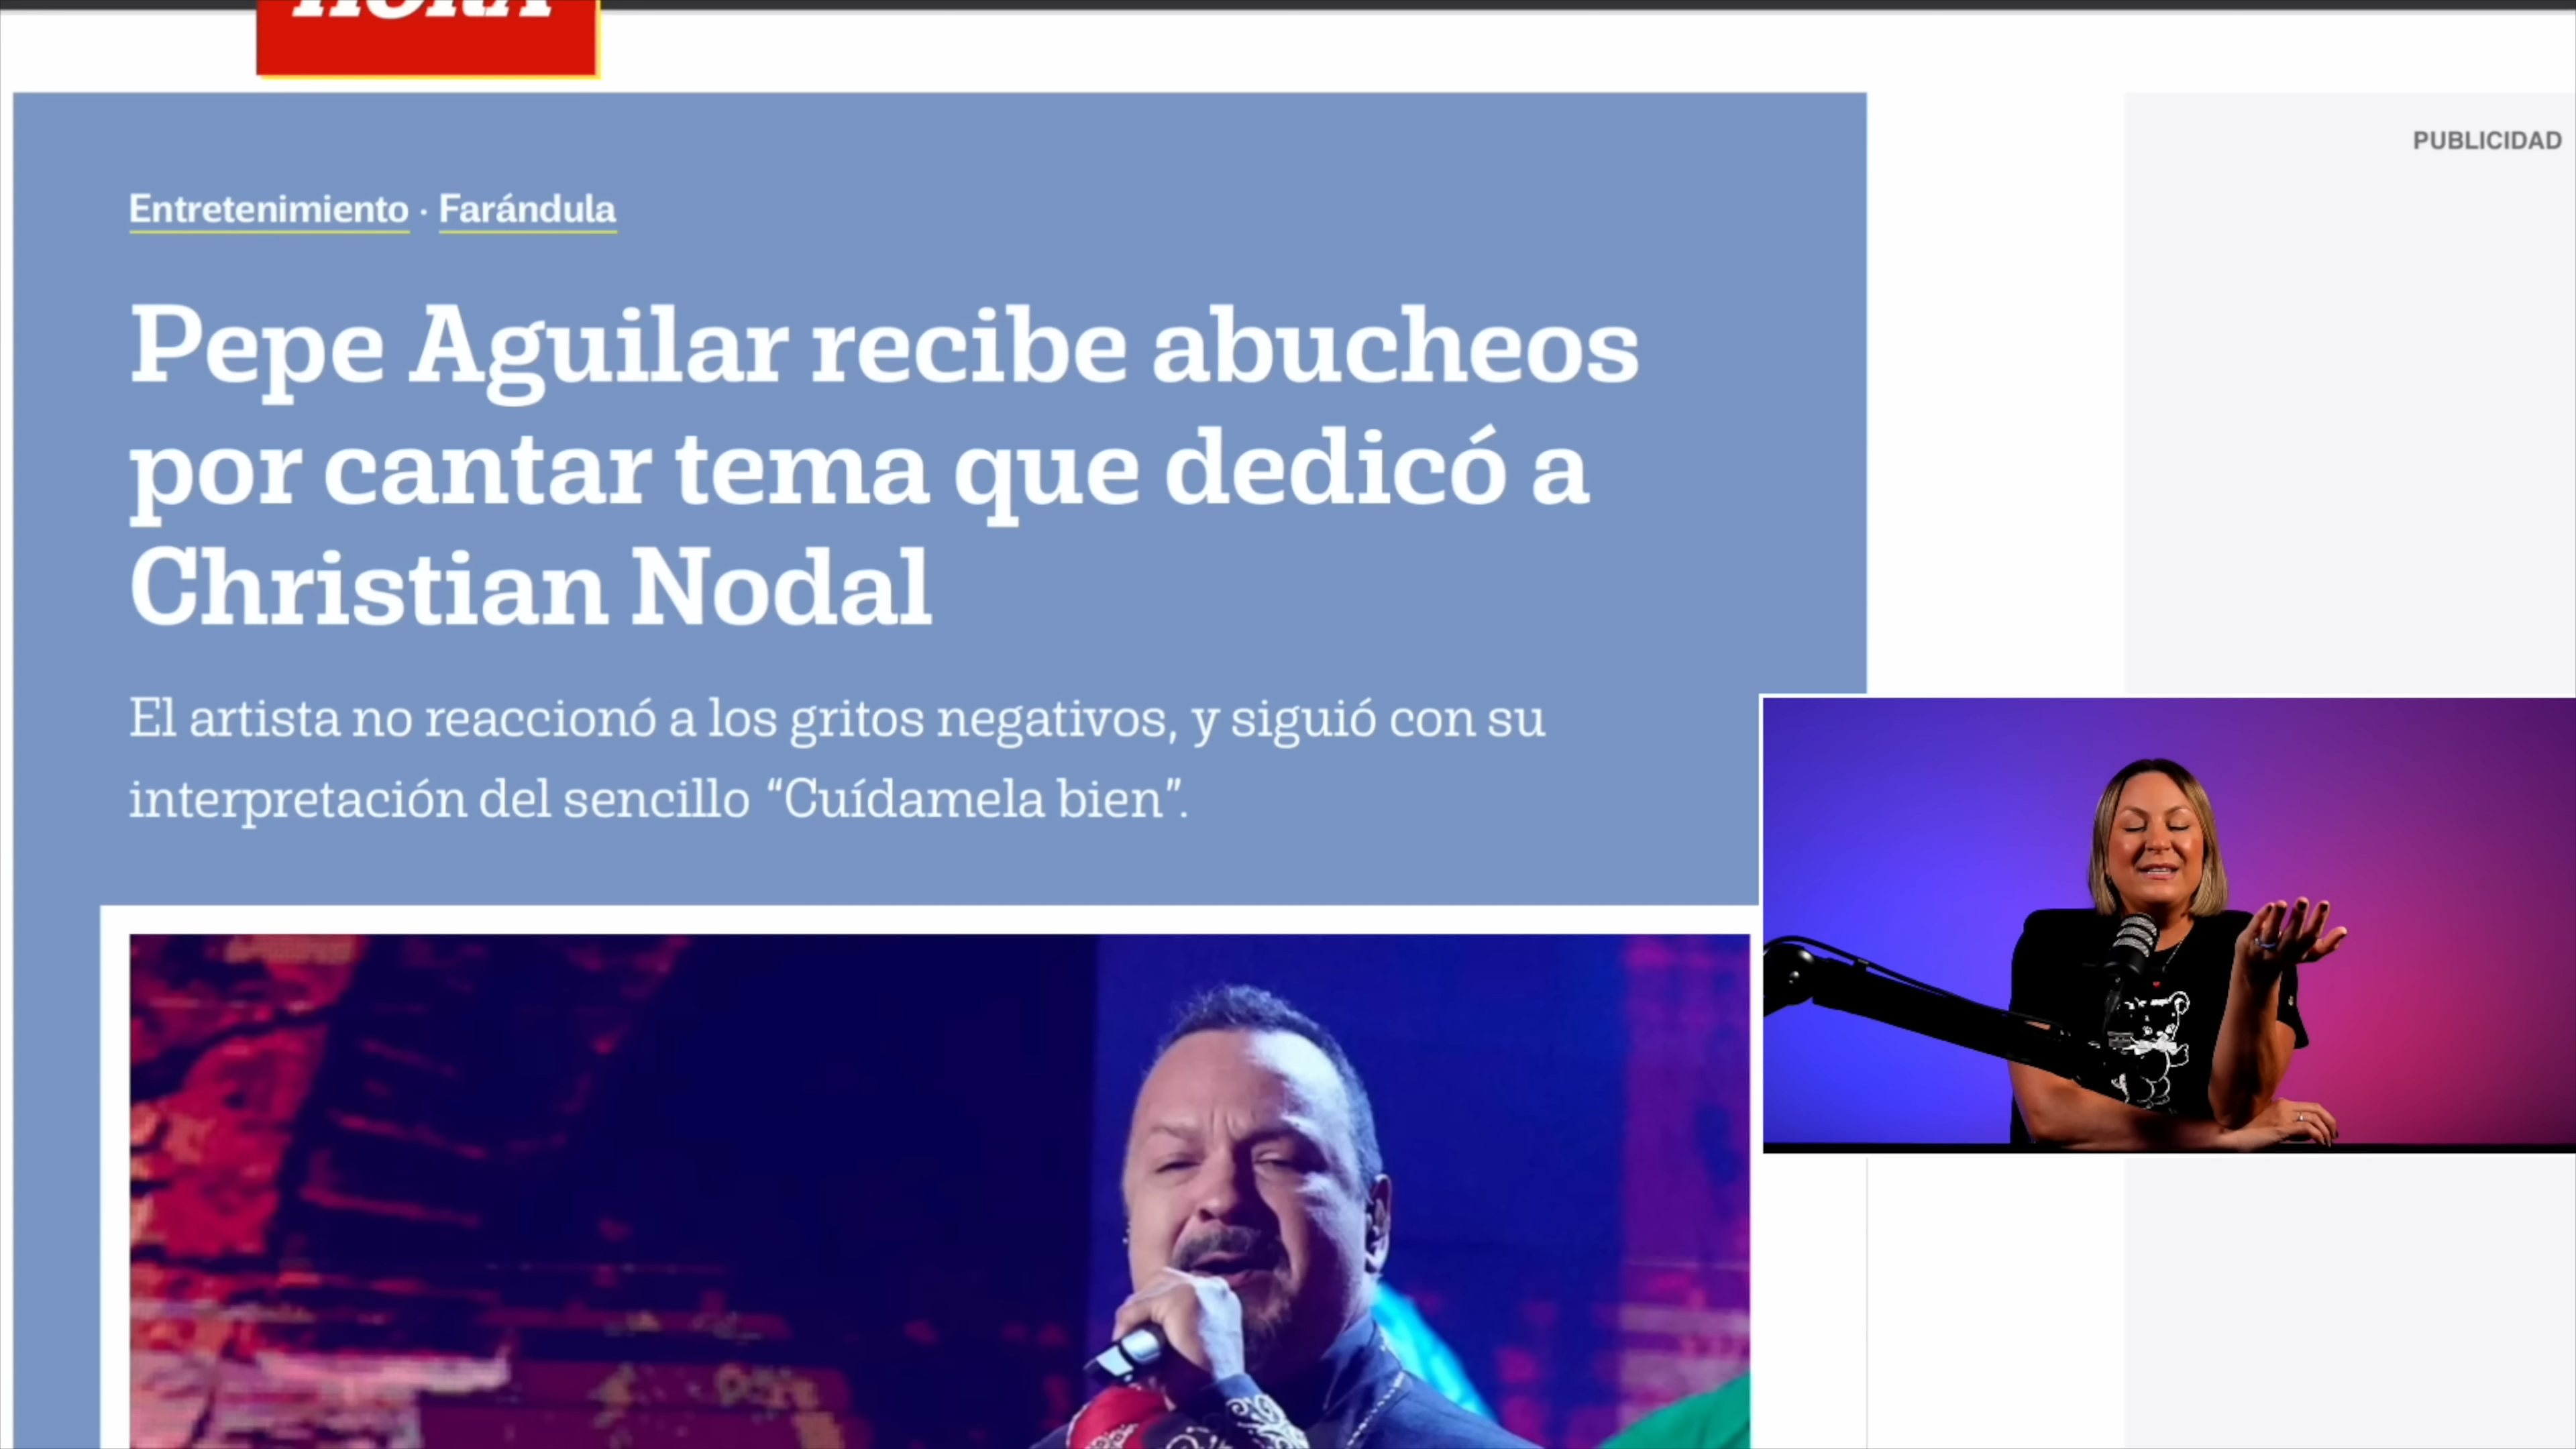 PUBLICIDAD
Entretenimiento · Farándula
Pepe Aguilar recibe abucheos
por cantar tema que dedicó a
Christian Nodal
El artista no reaccionó a los gritos negativos, y siguió con su
interpretación del sencillo “Cuídamela bien”.